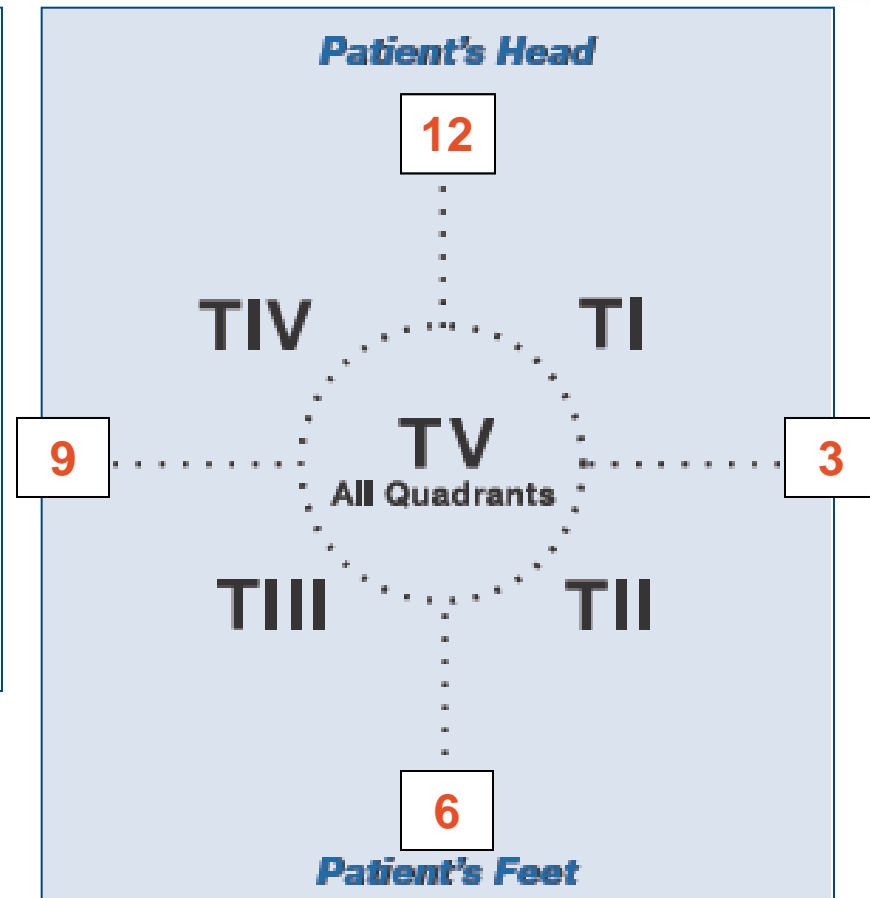 Patient's Head
12
TIV TI
9 TV 3
All Quadrants
TIII TII
6
Patient's Feet